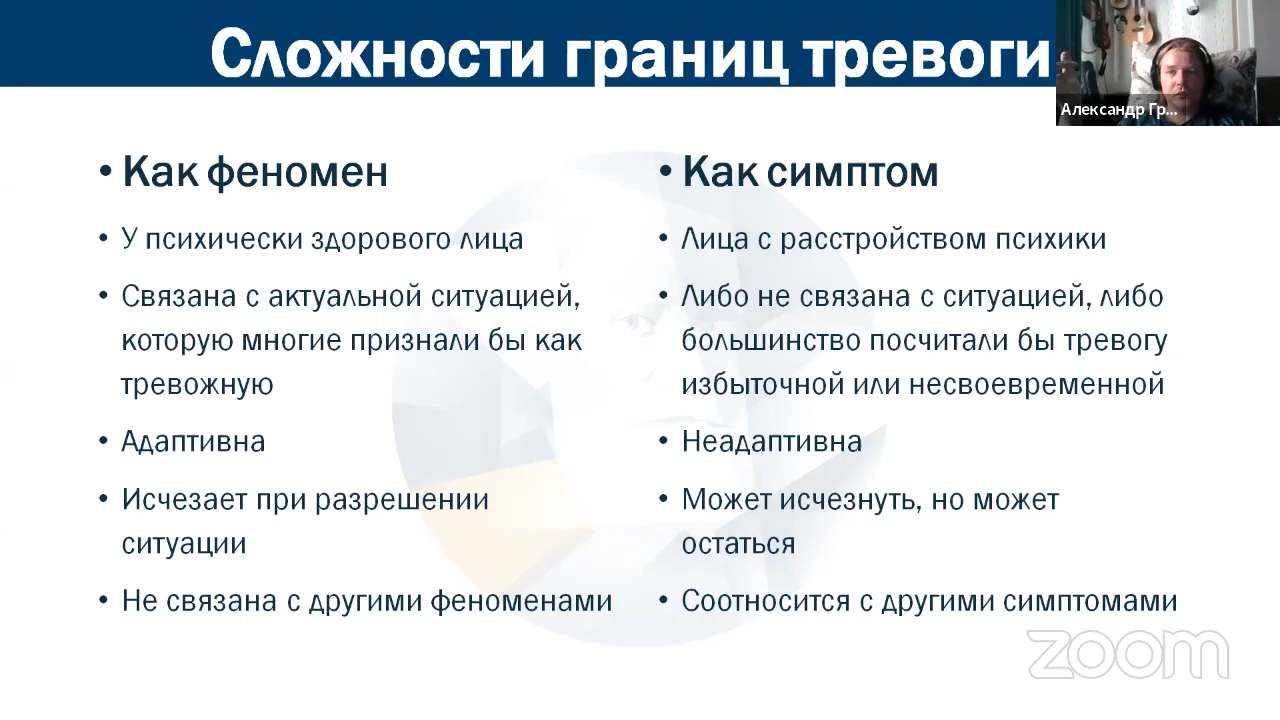 Сложности границ тревоги
Александр Гр...
• Как феномен
• У психически здорового лица
• Связана с актуальной ситуацией,
которую многие признали бы как
тревожную
• Адаптивна
• Исчезает при разрешении
ситуации
• Не связана с другими феноменами
• Как симптом
• Лица с расстройством психики
• Либо не связана с ситуацией, либо
большинство посчитали бы тревогу
избыточной или несвоевременной
• Неадаптивна
• Может исчезнуть, но может
остаться
• Соотносится с другими симптомами
zoom